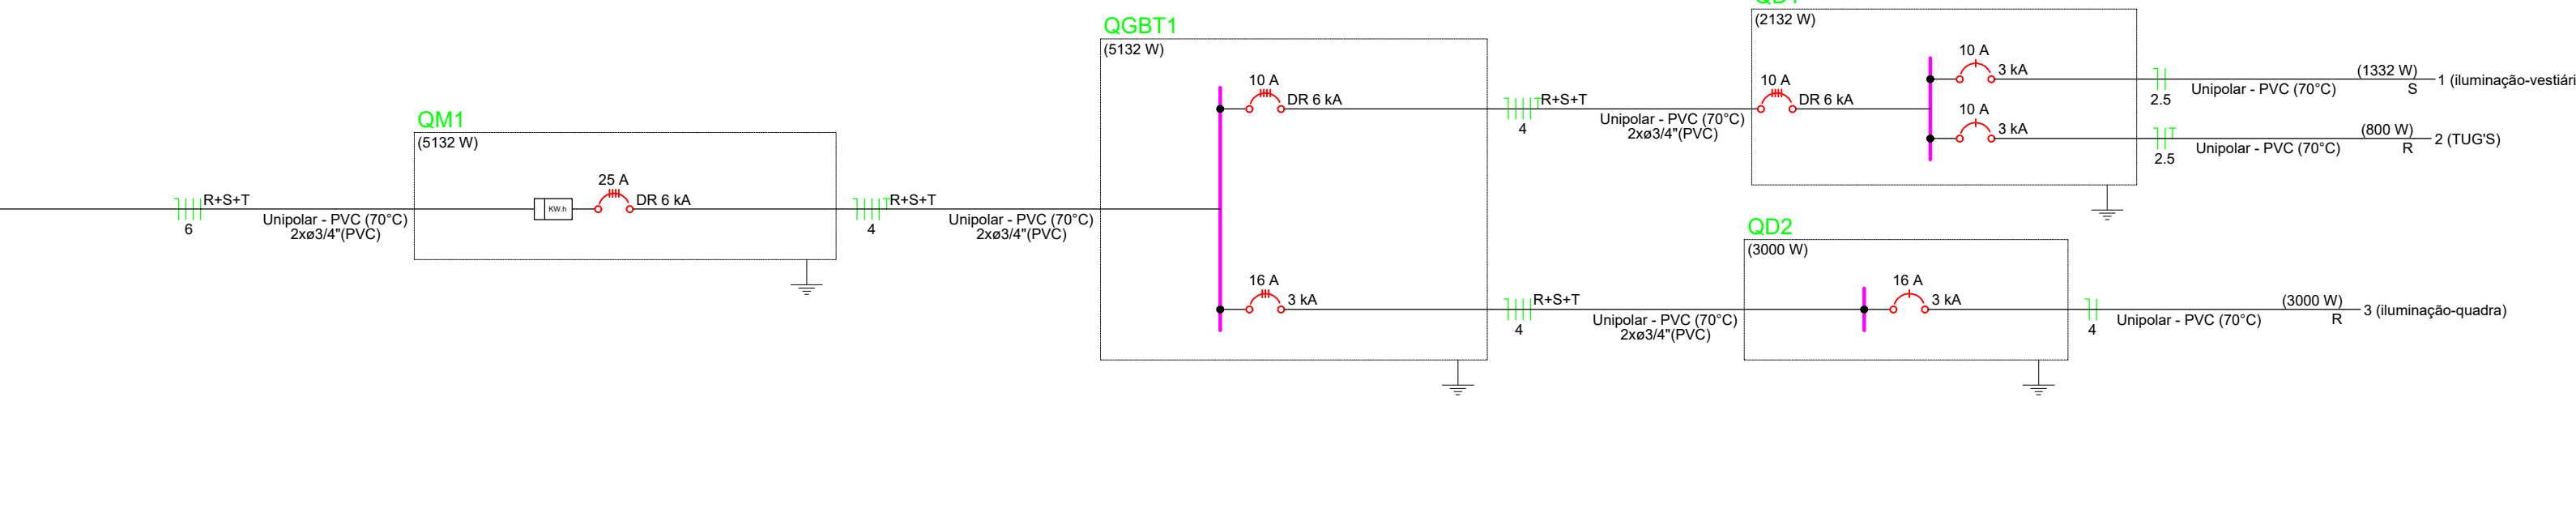 R+S+T
6
Unipolar - PVC (70°C)
2xø3/4"(PVC)
QM1
(5132 W)
KW.h
25 A
DR 6 kA
R+S+T
4
Unipolar - PVC (70°C)
2xø3/4"(PVC)
QGBT1
(5132 W)
10 A
DR 6 kA
16 A
3 kA
R+S+T
4
Unipolar - PVC (70°C)
2xø3/4"(PVC)
R+S+T
4
Unipolar - PVC (70°C)
2xø3/4"(PVC)
(2132 W)
10 A
DR 6 kA
10 A
3 kA
10 A
3 kA
2.5
Unipolar - PVC (70°C)
(1332 W)
S
1 (iluminação-vestiári
2.5
Unipolar - PVC (70°C)
(800 W)
R
2 (TUG'S)
QD2
(3000 W)
16 A
3 kA
4
Unipolar - PVC (70°C)
(3000 W)
R
3 (iluminação-quadra)